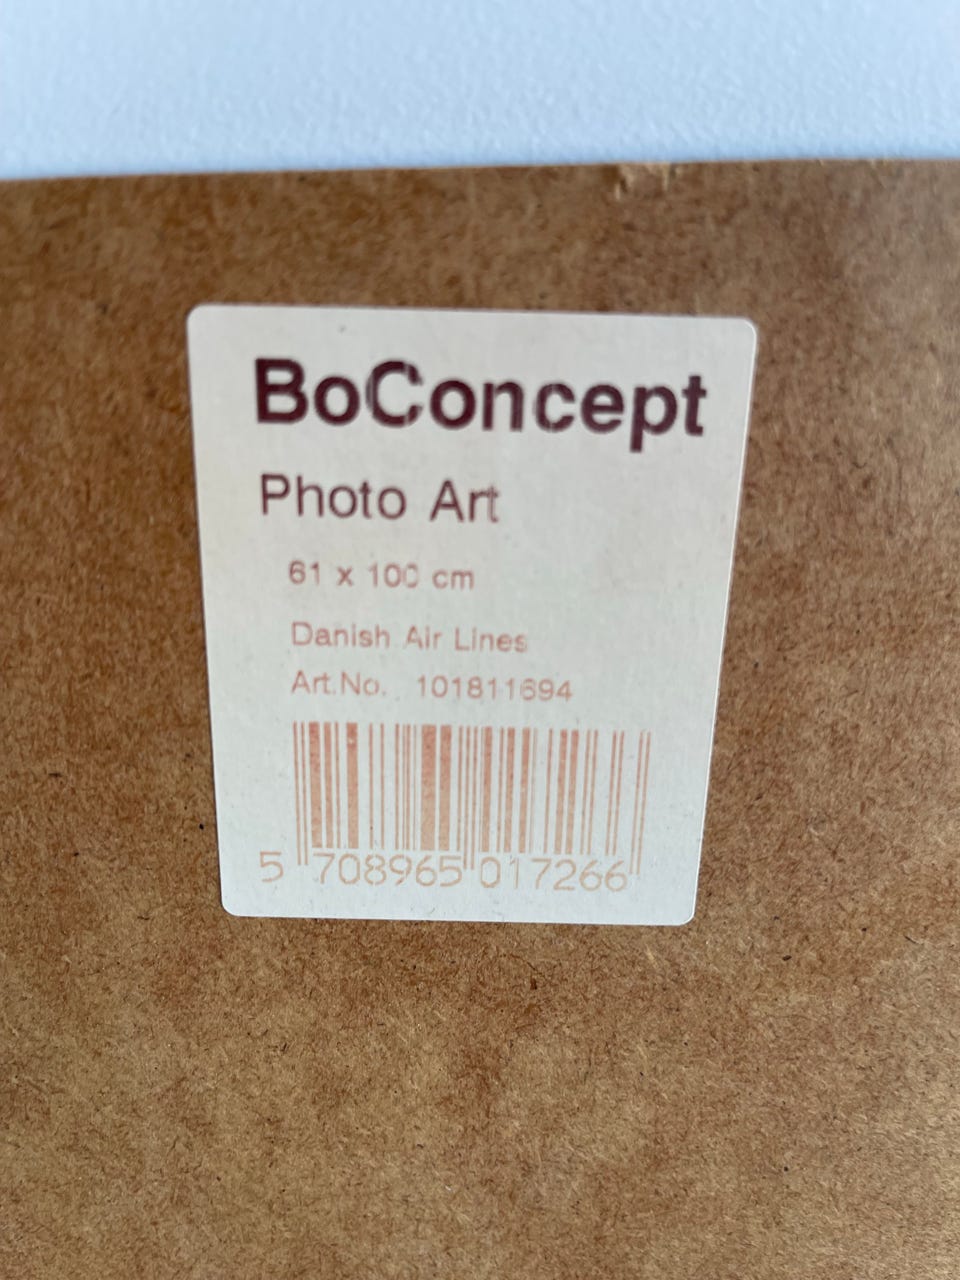 BoConcept
Photo Art
61 x 100 cm
Danish Air Lines
Art.No. 101811694
5 708965 017266